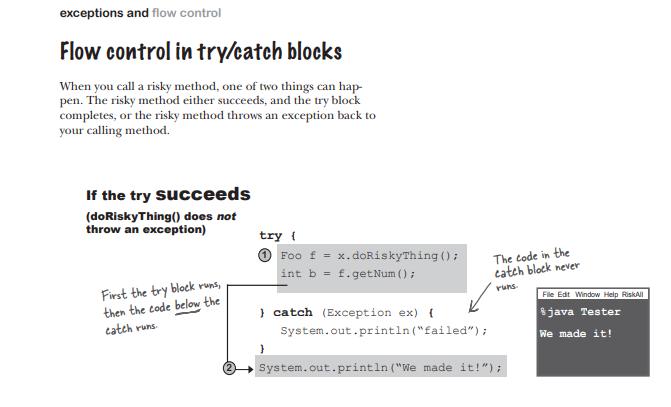 exceptions and flow control
Flow control in try/catch blocks
When you call a risky method, one of two things can hap-
pen. The risky method either succeeds, and the try block
completes, or the risky method throws an exception back to
your calling method.
If the try succeeds
(doRiskyThing() does not
throw an exception)
try {
1 Foo f = x.doRiskyThing();
int b = f.getNum();
The code in the
catch block never
runs.
First the try block runs,
then the code below the
catch runs.
} catch (Exception ex) {
System.out.println(“failed”);
}
2 System.out.println(“We made it!”);
File Edit Window Help RiskAll
%java Tester
We made it!